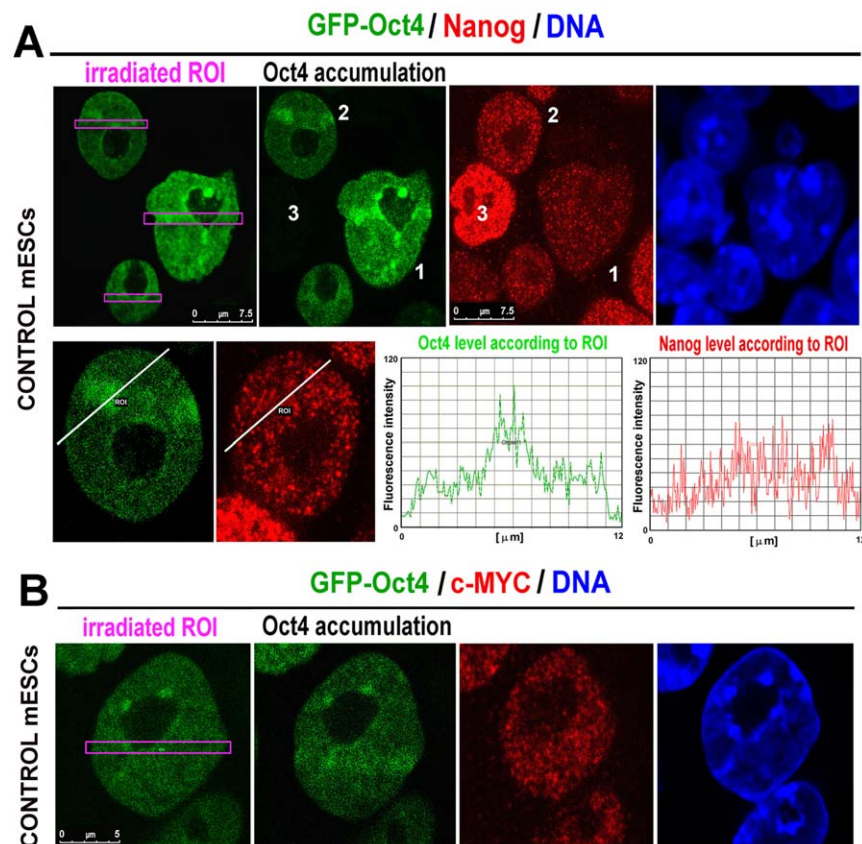 GFP-Oct4 / Nanog / DNA
A
irradiated ROI
Oct4 accumulation
CONTROL mESCs
2
3
1
2
3
1
0 µm 7.5
0 µm 7.5
ROI
ROI
Oct4 level according to ROI
120
Fluorescence intensity
0
0
[µm]
12
Nanog level according to ROI
120
Fluorescence intensity
0
0
[µm]
12
GFP-Oct4 / c-MYC / DNA
B
irradiated ROI
Oct4 accumulation
CONTROL mESCs
0 µm 5